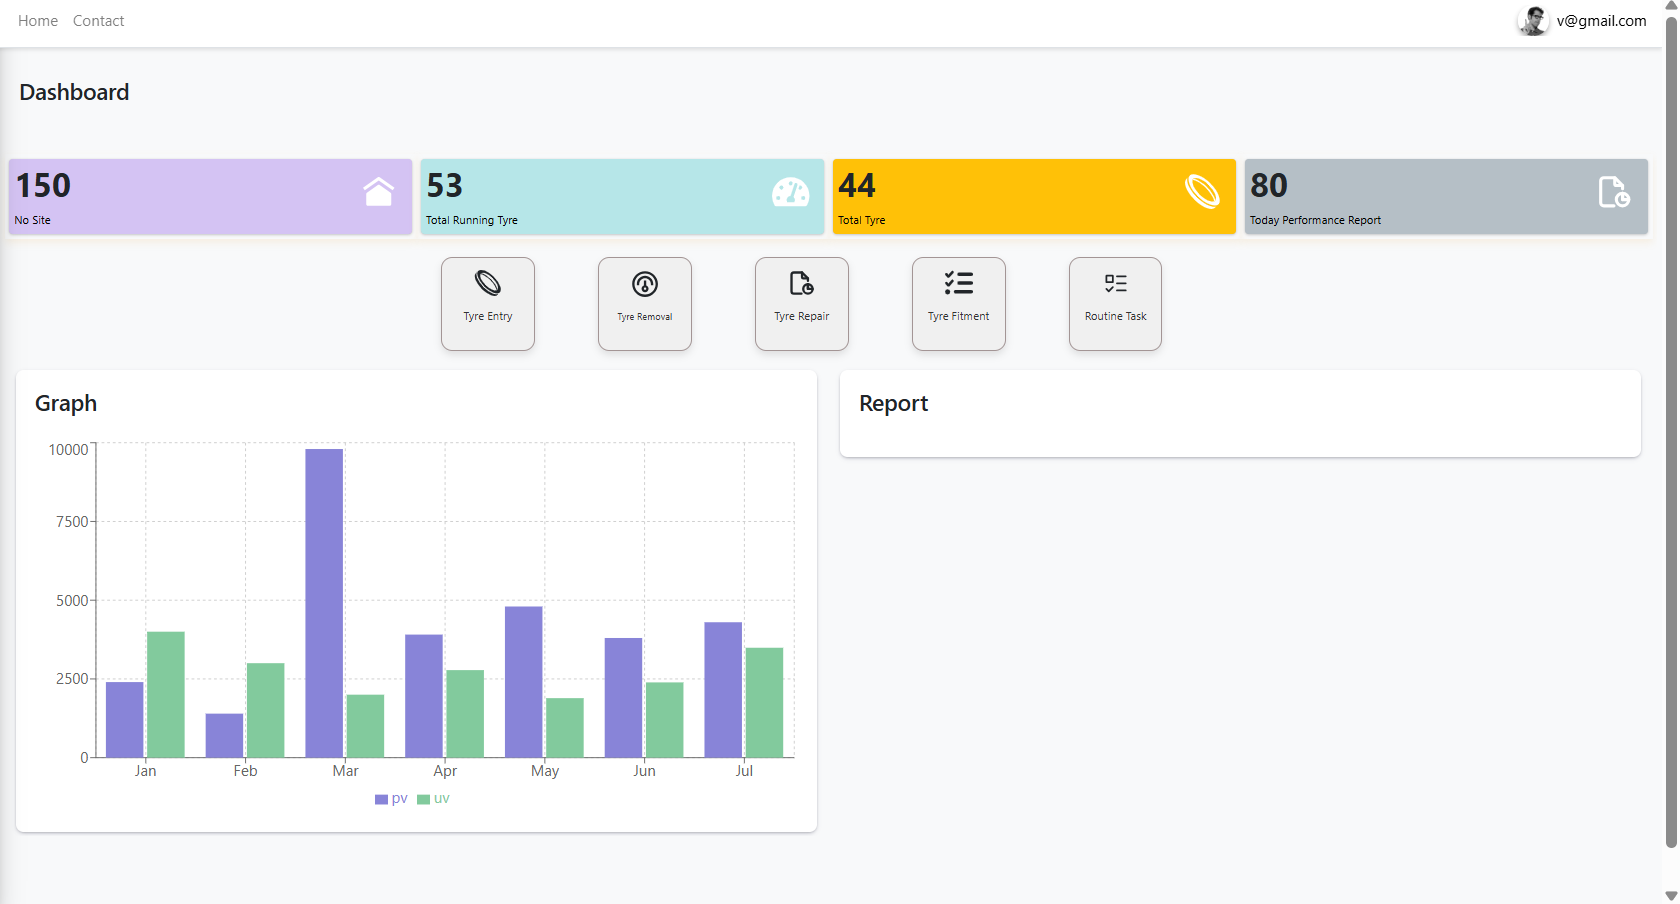 Home Contact
v@gmail.com
Dashboard
150
No Site
53
Total Running Tyre
44
Total Tyre
80
Today Performance Report
Tyre Entry
Tyre Removal
Tyre Repair
Tyre Fitment
Routine Task
Graph
10000
7500
5000
2500
0
Jan Feb Mar Apr May Jun Jul
pv uv
Report